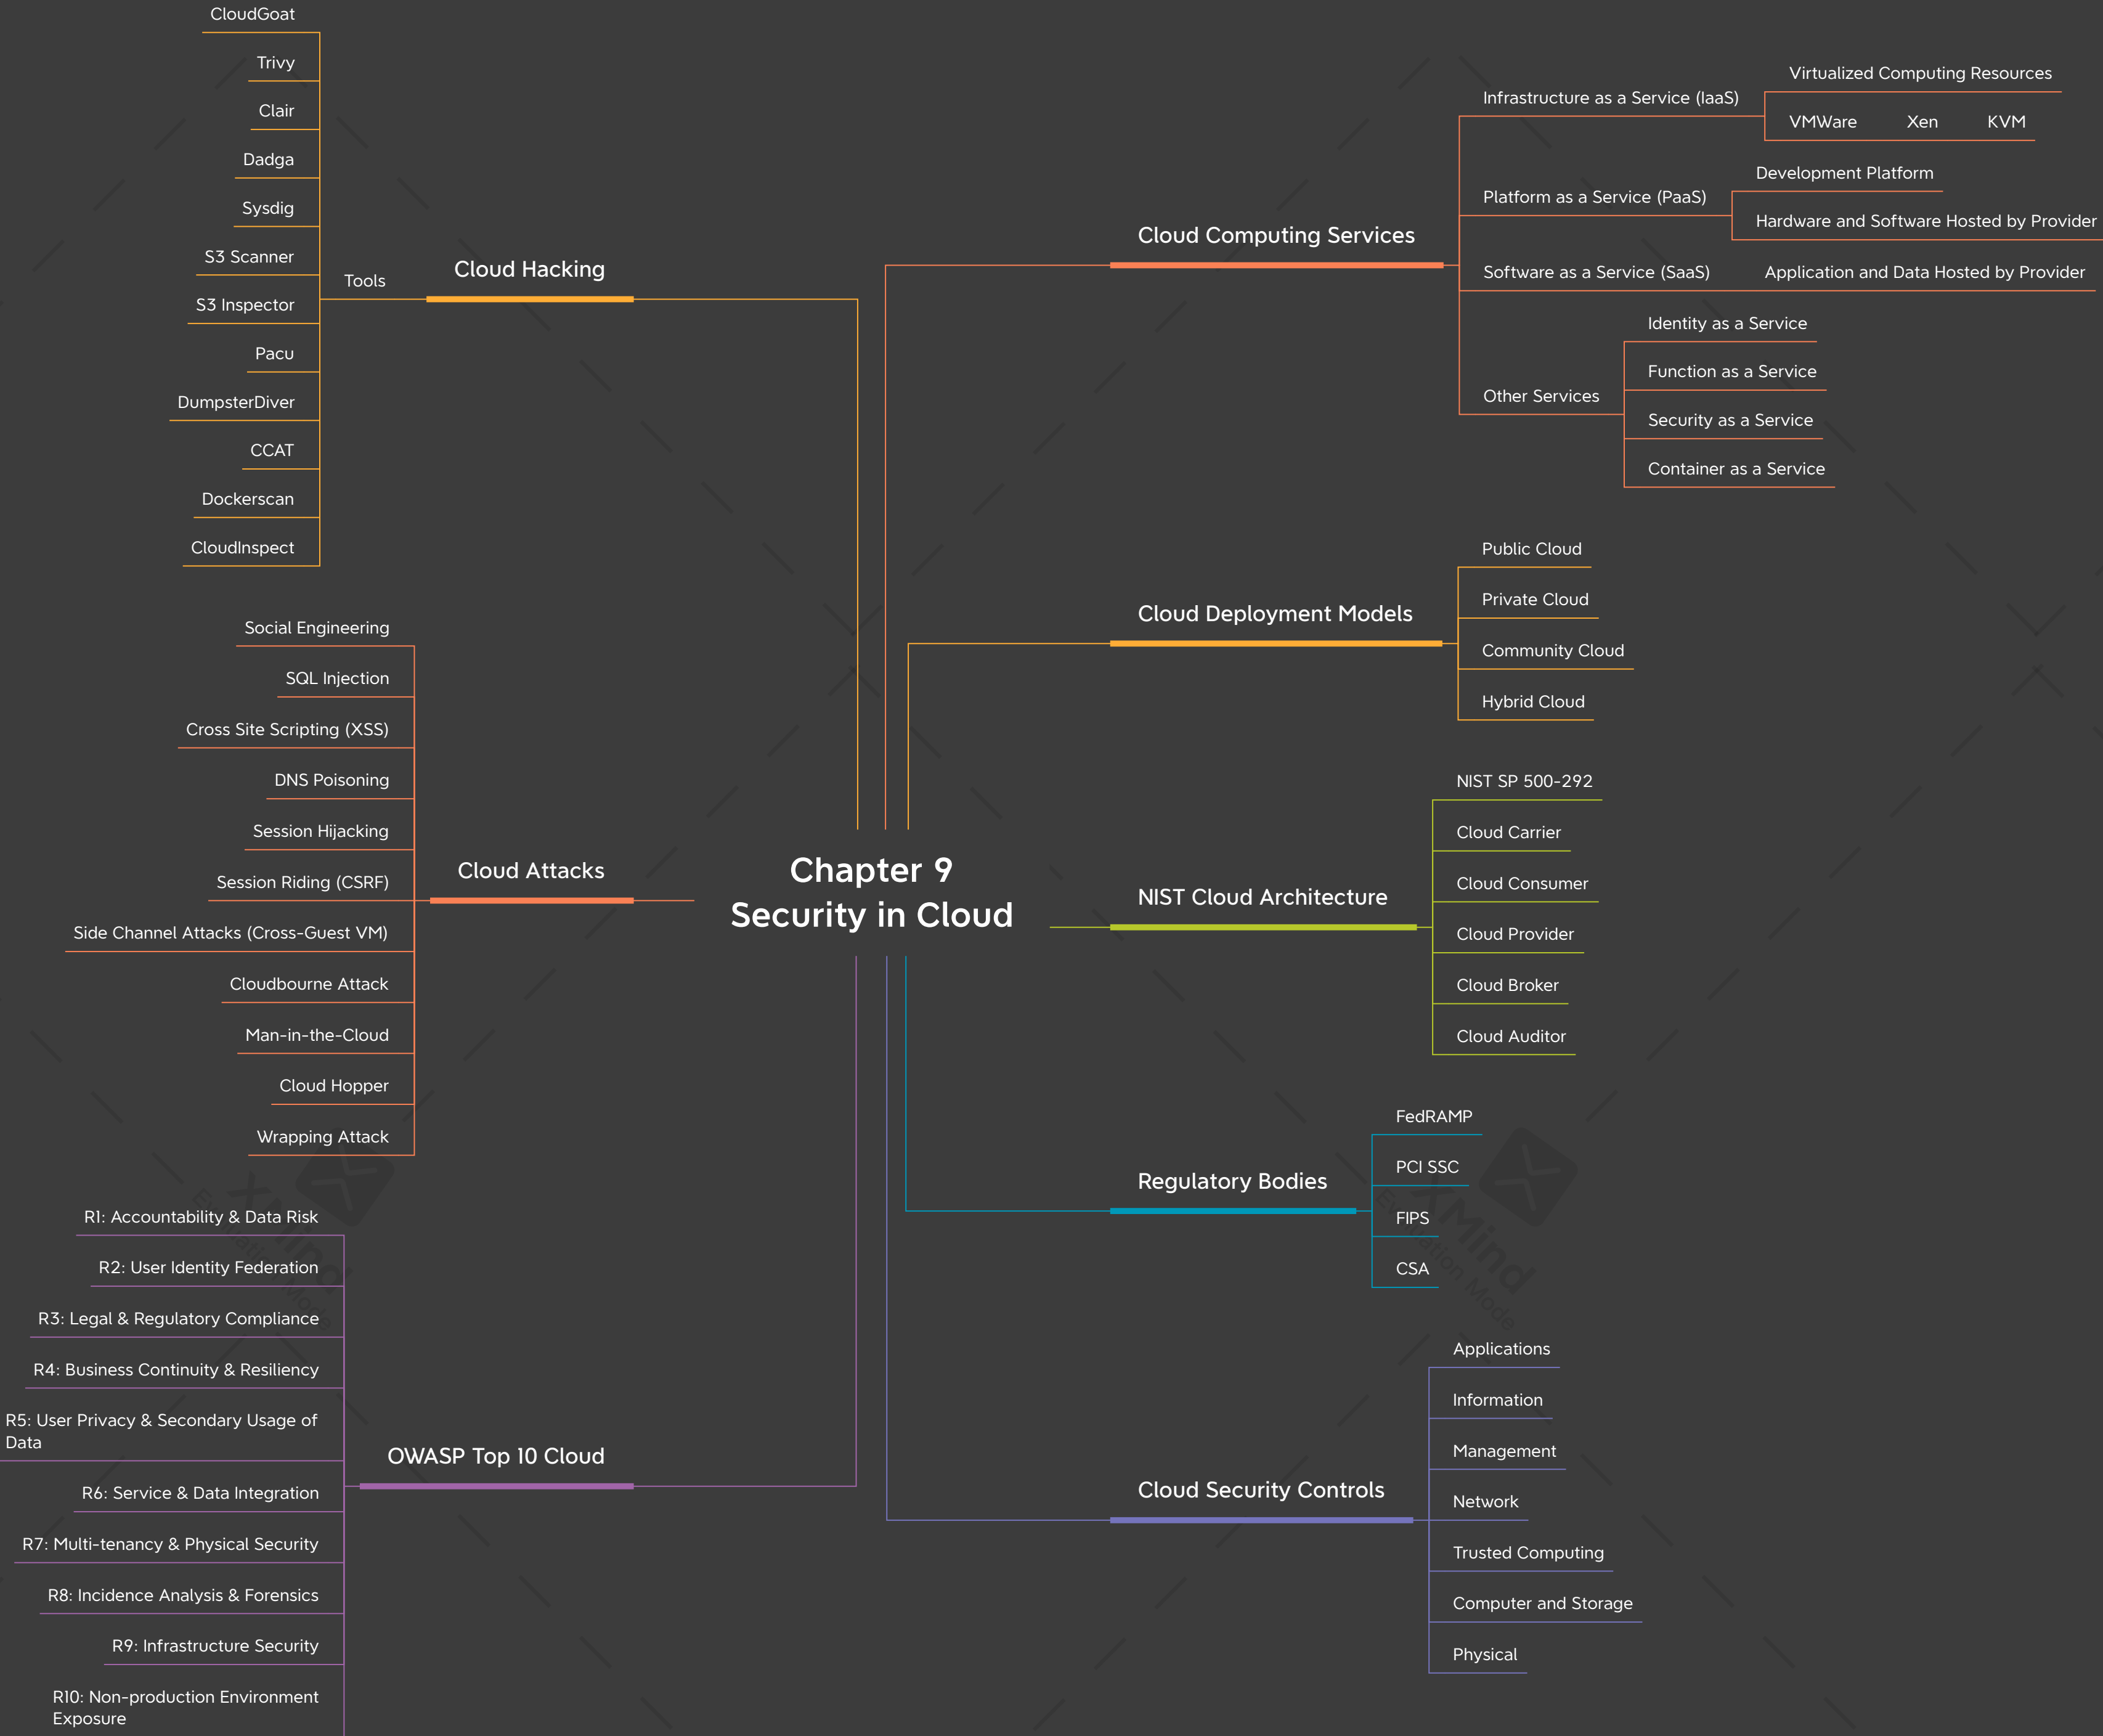 Chapter 9
Security in Cloud
Cloud Computing Services
Infrastructure as a Service (IaaS)
Virtualized Computing Resources
VMWare Xen KVM
Platform as a Service (PaaS)
Development Platform
Hardware and Software Hosted by Provider
Software as a Service (SaaS)
Application and Data Hosted by Provider
Other Services
Identity as a Service
Function as a Service
Security as a Service
Container as a Service
Cloud Deployment Models
Public Cloud
Private Cloud
Community Cloud
Hybrid Cloud
NIST Cloud Architecture
NIST SP 500-292
Cloud Carrier
Cloud Consumer
Cloud Provider
Cloud Broker
Cloud Auditor
Regulatory Bodies
FedRAMP
PCI SSC
FIPS
CSA
Cloud Security Controls
Applications
Information
Management
Network
Trusted Computing
Computer and Storage
Physical
Cloud Hacking
Tools
CloudGoat
Trivy
Clair
Dadga
Sysdig
S3 Scanner
S3 Inspector
Pacu
DumpsterDiver
CCAT
Dockerscan
CloudInspect
Cloud Attacks
Social Engineering
SQL Injection
Cross Site Scripting (XSS)
DNS Poisoning
Session Hijacking
Session Riding (CSRF)
Side Channel Attacks (Cross-Guest VM)
Cloudbourne Attack
Man-in-the-Cloud
Cloud Hopper
Wrapping Attack
OWASP Top 10 Cloud
R1: Accountability & Data Risk
R2: User Identity Federation
R3: Legal & Regulatory Compliance
R4: Business Continuity & Resiliency
R5: User Privacy & Secondary Usage of
Data
R6: Service & Data Integration
R7: Multi-tenancy & Physical Security
R8: Incidence Analysis & Forensics
R9: Infrastructure Security
R10: Non-production Environment
Exposure
XMind
Evaluation Mode
XMind
Evaluation Mode